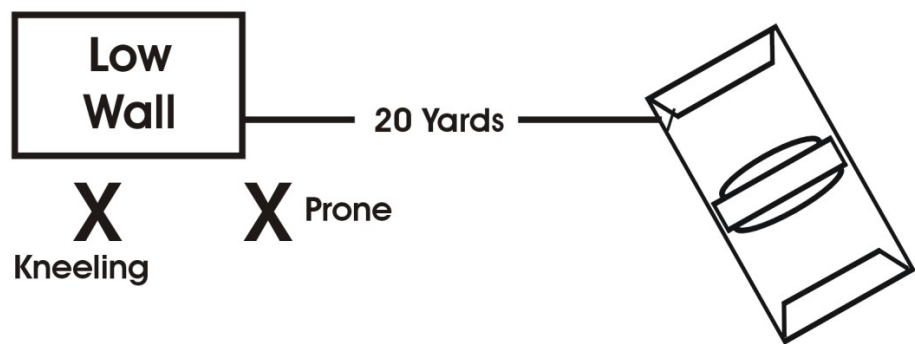 Low
Wall
20 Yards
X
X
Prone
Kneeling